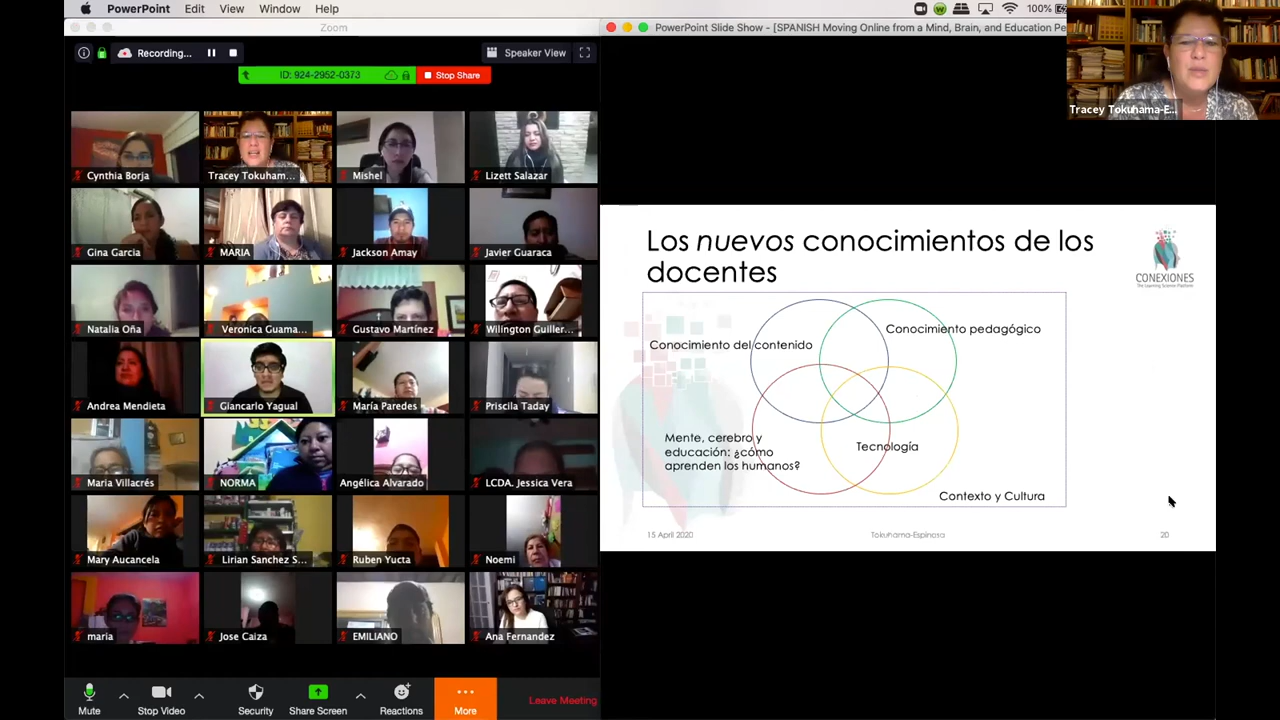 PowerPoint Edit View Window Help
100%
Zoom
PowerPoint Slide Show - [SPANISH Moving Online from a Mind, Brain, and Education Pe
Recording...
Speaker View
ID: 924-2952-0373
Stop Share
Tracey Tokuhama-E...
Cynthia Borja
Tracey Tokuham...
Mishel
Lizett Salazar
Gina Garcia
MARIA
Jackson Amay
Javier Guaraca
Natalia Oña
Veronica Guama...
Gustavo Martínez
Wilington Guiller...
Andrea Mendieta
Giancarlo Yagual
María Paredes
Priscila Taday
Maria Villacrés
NORMA
Angélica Alvarado
LCDA. Jessica Vera
Mary Aucancela
Lirian Sanchez S...
Ruben Yucta
Noemi
maria
Jose Caiza
EMILIANO
Ana Fernandez
Mute
Stop Video
Security
Share Screen
Reactions
More
Leave Meeting
Los nuevos conocimientos de los
docentes
CONEXIONES
The Learning Science Platform
Conocimiento pedagógico
Conocimiento del contenido
Mente, cerebro y
educación: ¿cómo
aprenden los humanos?
Tecnología
Contexto y Cultura
15 April 2020
Tokuhama-Espinosa
20